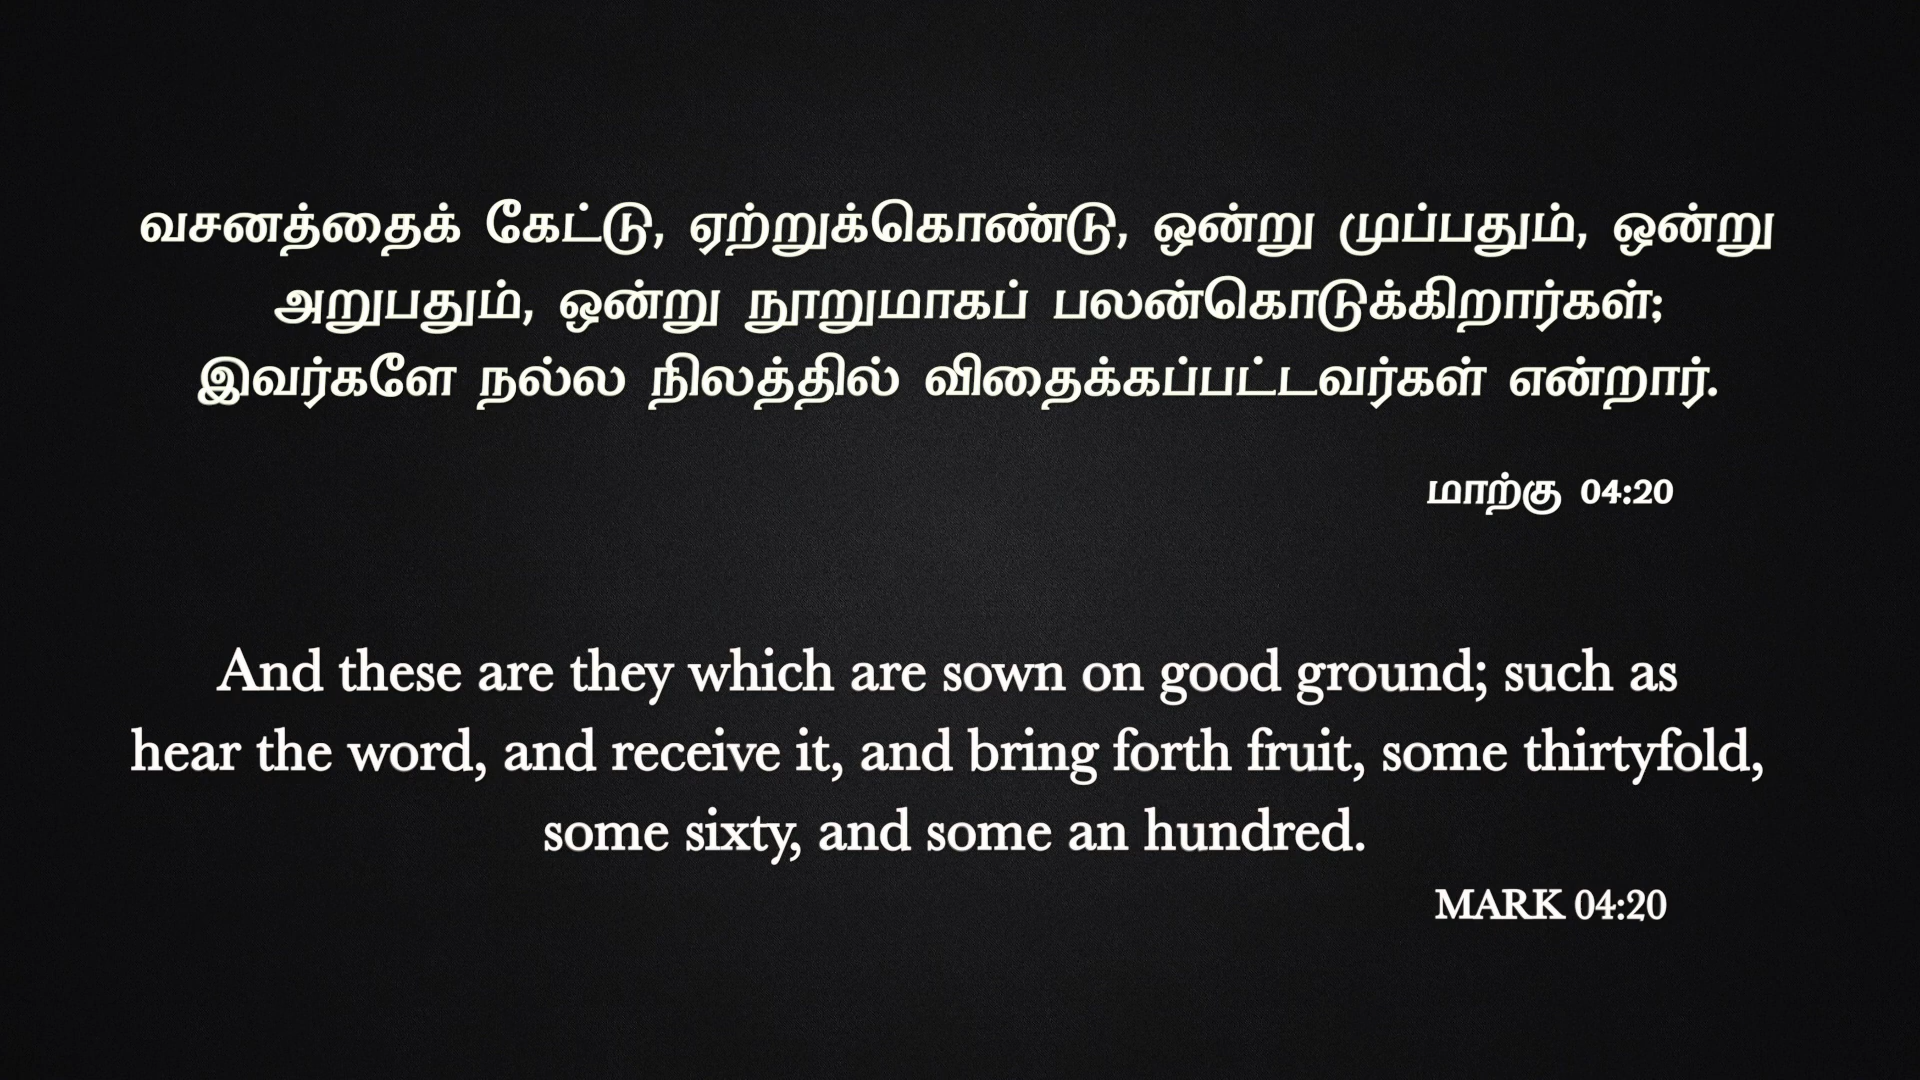 வசனத்தைக் கேட்டு, ஏற்றுக்கொண்டு, ஒன்று முப்பதும், ஒன்று
அறுபதும், ஒன்று நூறுமாகப் பலன்கொடுக்கிறார்கள்;
இவர்களே நல்ல நிலத்தில் விதைக்கப்பட்டவர்கள் என்றார்.
மாற்கு 04:20
And these are they which are sown on good ground; such as
hear the word, and receive it, and bring forth fruit, some thirtyfold,
some sixty, and some an hundred.
MARK 04:20